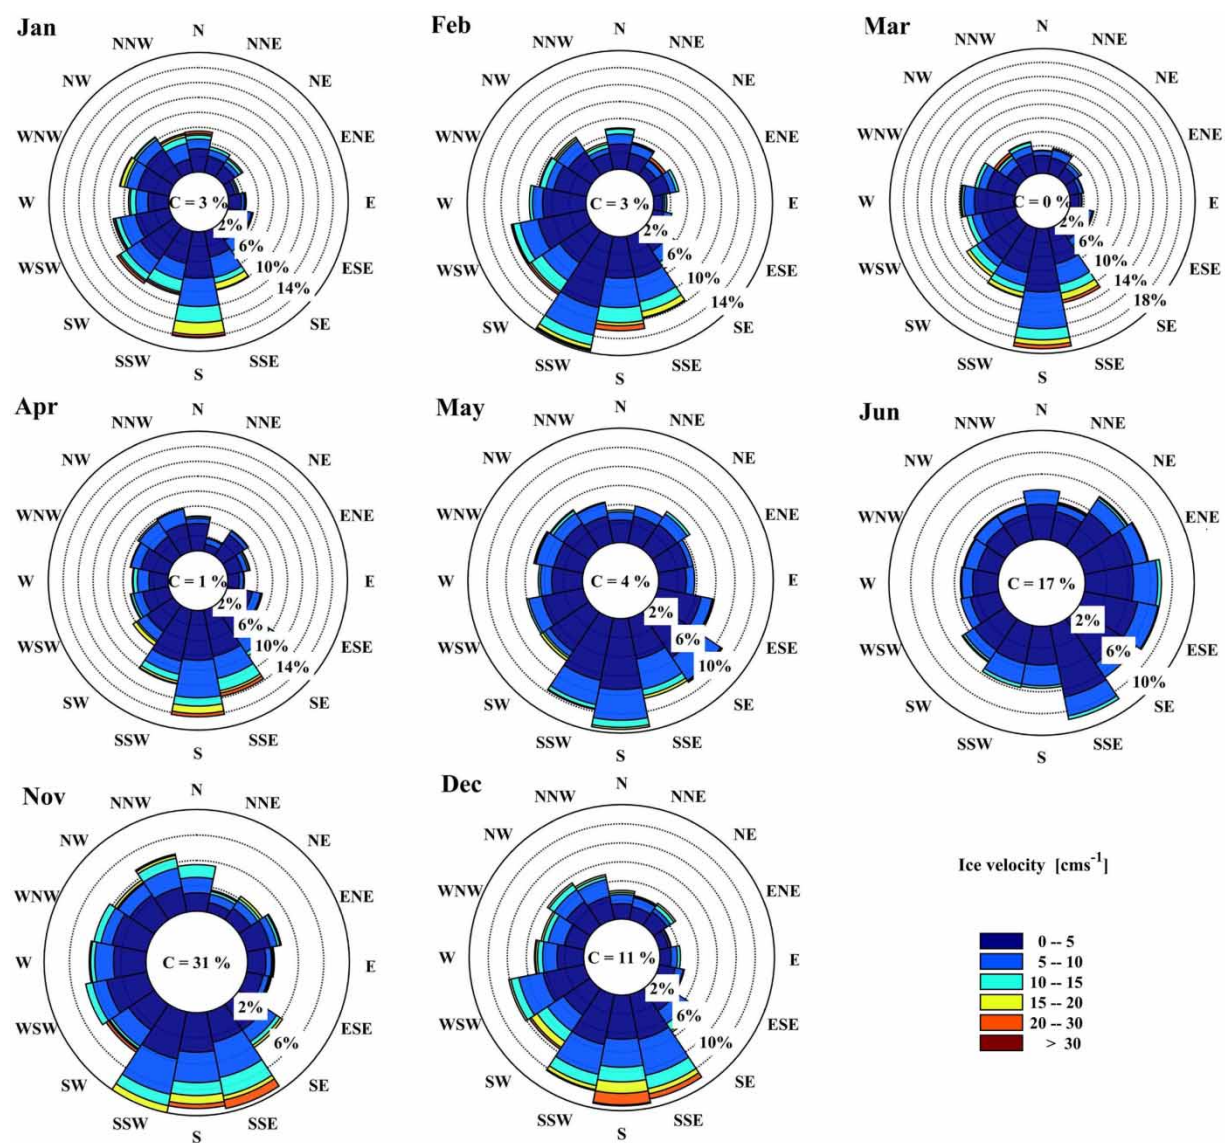 Jan
N
NNW
NNE
NW
NE
WNW
ENE
W
C = 3 %
E
2%
6%
WSW
10%
ESE
14%
SW
SE
SSW
SSE
S
Feb
N
NNW
NNE
NW
NE
WNW
ENE
W
C = 3 %
E
2%
6%
WSW
10%
ESE
14%
SW
SE
SSW
SSE
S
Mar
N
NNW
NNE
NW
NE
WNW
ENE
W
C = 0 %
E
2%
6%
10%
WSW
14%
ESE
18%
SW
SE
SSW
SSE
S
Apr
N
NNW
NNE
NW
NE
WNW
ENE
W
C = 1 %
E
2%
6%
WSW
10%
ESE
14%
SW
SE
SSW
SSE
S
May
N
NNW
NNE
NW
NE
WNW
ENE
W
C = 4 %
E
2%
6%
WSW
10%
ESE
SW
SE
SSW
SSE
S
Jun
N
NNW
NNE
NW
NE
WNW
ENE
W
C = 17 %
E
2%
WSW
6%
ESE
10%
SW
SE
SSW
SSE
S
Nov
N
NNW
NNE
NW
NE
WNW
ENE
W
C = 31 %
E
2%
WSW
6%
ESE
SW
SE
SSW
SSE
S
Dec
N
NNW
NNE
NW
NE
WNW
ENE
W
C = 11 %
E
2%
6%
WSW
10%
ESE
SW
SE
SSW
SSE
S
Ice velocity [cms⁻¹]
0 -- 5
5 -- 10
10 -- 15
15 -- 20
20 -- 30
> 30